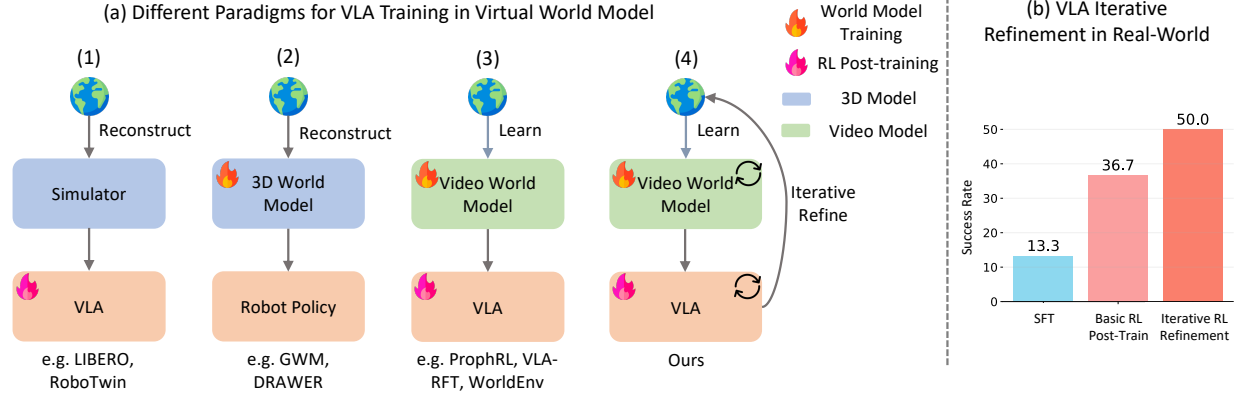 (a) Different Paradigms for VLA Training in Virtual World Model
World Model
Training
RL Post-training
3D Model
Video Model
(1)
Reconstruct
Simulator
VLA
e.g. LIBERO,
RoboTwin
(2)
Reconstruct
3D World
Model
Robot Policy
e.g. GWM,
DRAWER
(3)
Learn
Video World
Model
VLA
e.g. ProphRL, VLA-
RFT, WorldEnv
(4)
Learn
Video World
Model
Iterative
Refine
VLA
Ours
(b) VLA Iterative
Refinement in Real-World
Success Rate
50
40
30
20
10
0
13.3
36.7
50.0
SFT
Basic RL
Post-Train
Iterative RL
Refinement